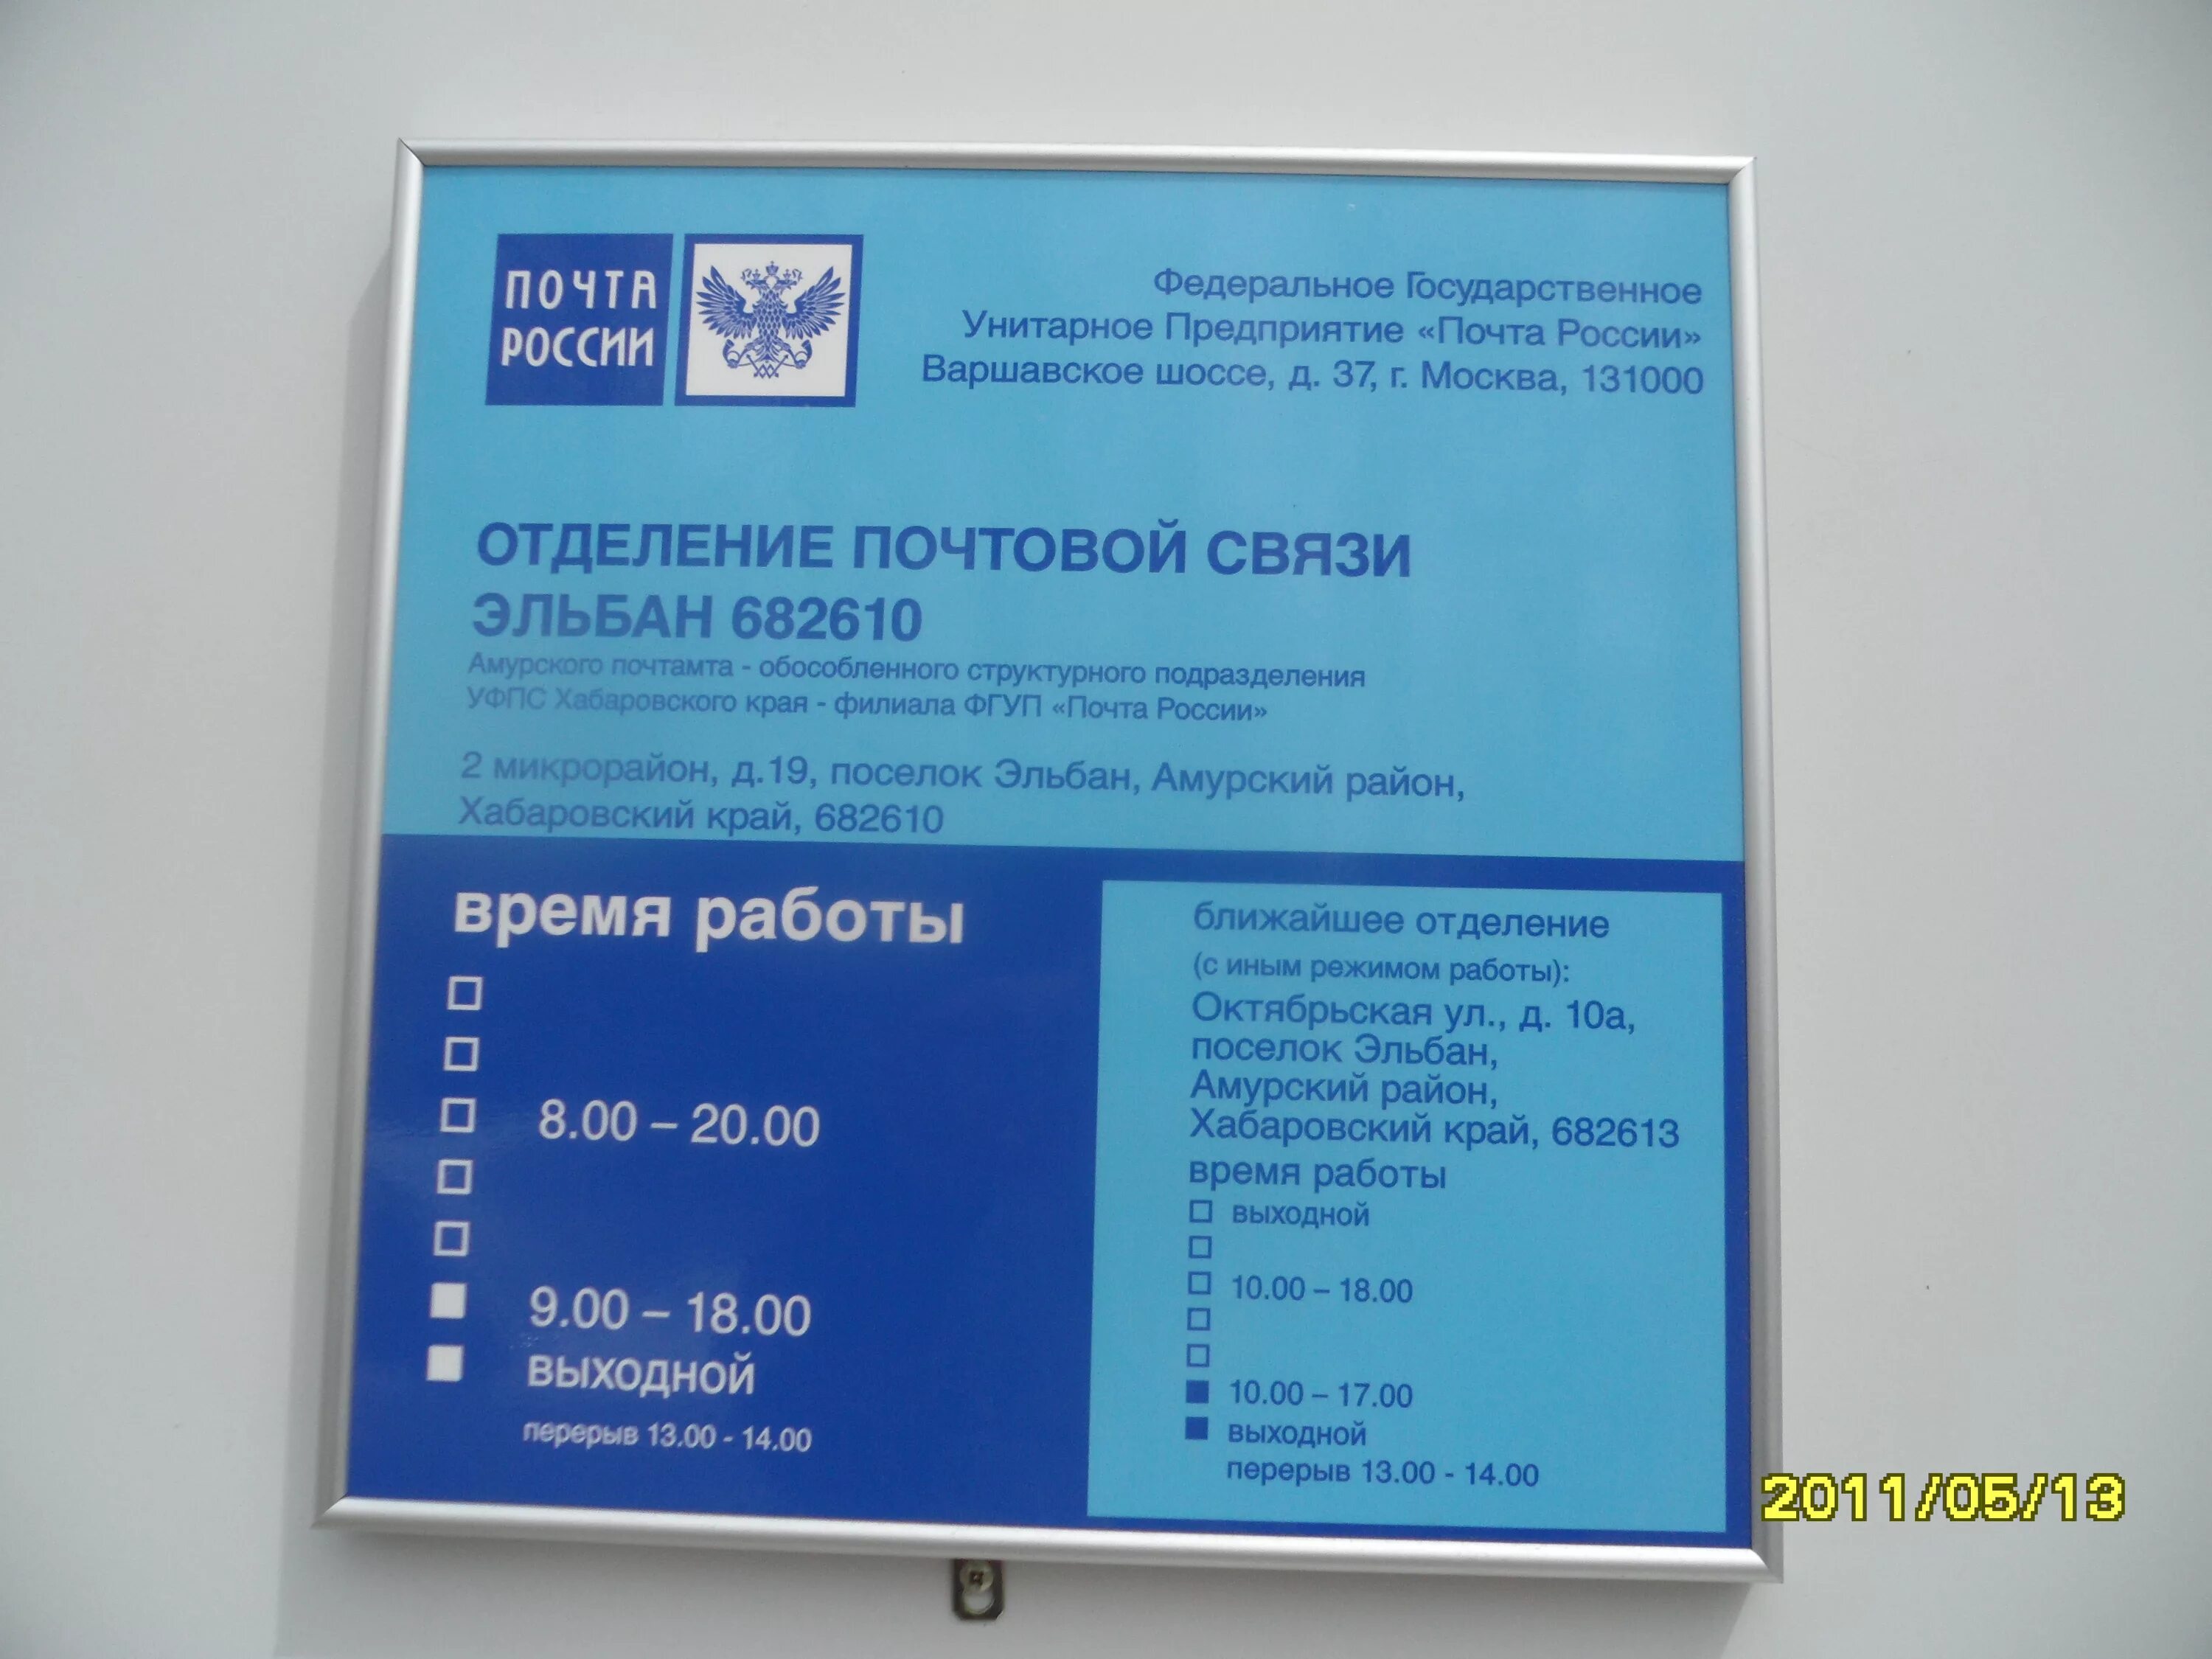 ПОЧТА
РОССИИ
Федеральное Государственное
Унитарное Предприятие «Почта России»
Варшавское шоссе, д. 37, г. Москва, 131000
ОТДЕЛЕНИЕ ПОЧТОВОЙ СВЯЗИ
ЭЛЬБАН 682610
Амурского почтамта - обособленного структурного подразделения
УФПС Хабаровского края - филиала ФГУП «Почта России»
2 микрорайон, д.19, поселок Эльбан, Амурский район,
Хабаровский край, 682610
время работы
8.00 – 20.00
9.00 – 18.00
выходной
перерыв 13.00 - 14.00
ближайшее отделение
(с иным режимом работы):
Октябрьская ул., д. 10а,
поселок Эльбан,
Амурский район,
Хабаровский край, 682613
время работы
выходной
10.00 – 18.00
10.00 – 17.00
выходной
перерыв 13.00 - 14.00
2011/05/13